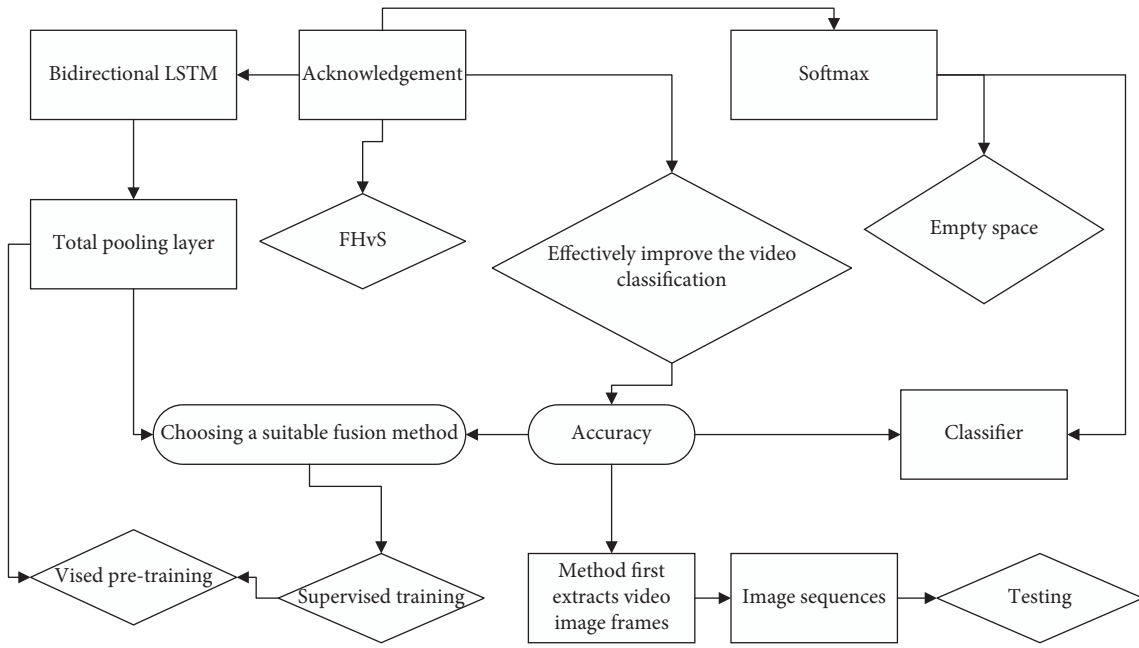 Bidirectional LSTM
Acknowledgement
Softmax
Total pooling layer
FHvS
Effectively improve the video
classification
Empty space
Choosing a suitable fusion method
Accuracy
Classifier
Vised pre-training
Supervised training
Method first
extracts video
image frames
Image sequences
Testing